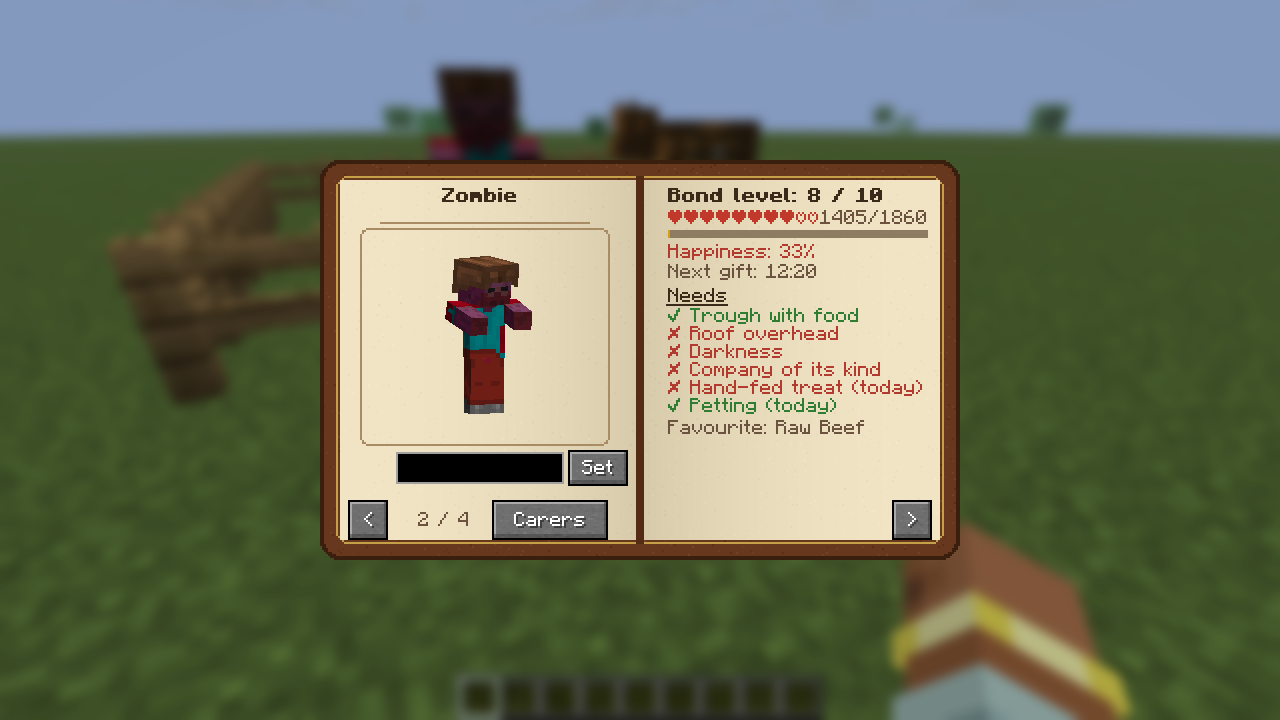 Zombie
Set
<
2 / 4
Carers
Bond level: 8 / 10
1405/1860
Happiness: 33%
Next gift: 12:20
Needs
✓ Trough with food
✘ Roof overhead
✘ Darkness
✘ Company of its kind
✘ Hand-fed treat (today)
✓ Petting (today)
Favourite: Raw Beef
>